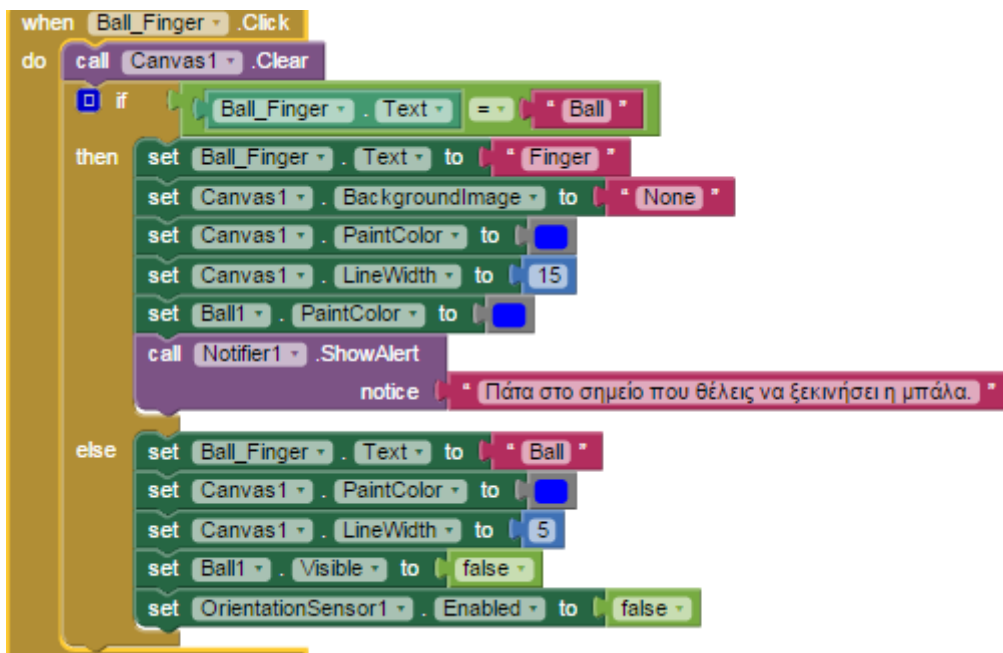 when Ball_Finger .Click
do call Canvas1 .Clear
if Ball_Finger . Text = " Ball "
then set Ball_Finger . Text to " Finger "
set Canvas1 . BackgroundImage to " None "
set Canvas1 . PaintColor to
set Canvas1 . LineWidth to 15
set Ball1 . PaintColor to
call Notifier1 .ShowAlert
notice " Πάτα στο σημείο που θέλεις να ξεκινήσει η μπάλα. "
else set Ball_Finger . Text to " Ball "
set Canvas1 . PaintColor to
set Canvas1 . LineWidth to 5
set Ball1 . Visible to false
set OrientationSensor1 . Enabled to false